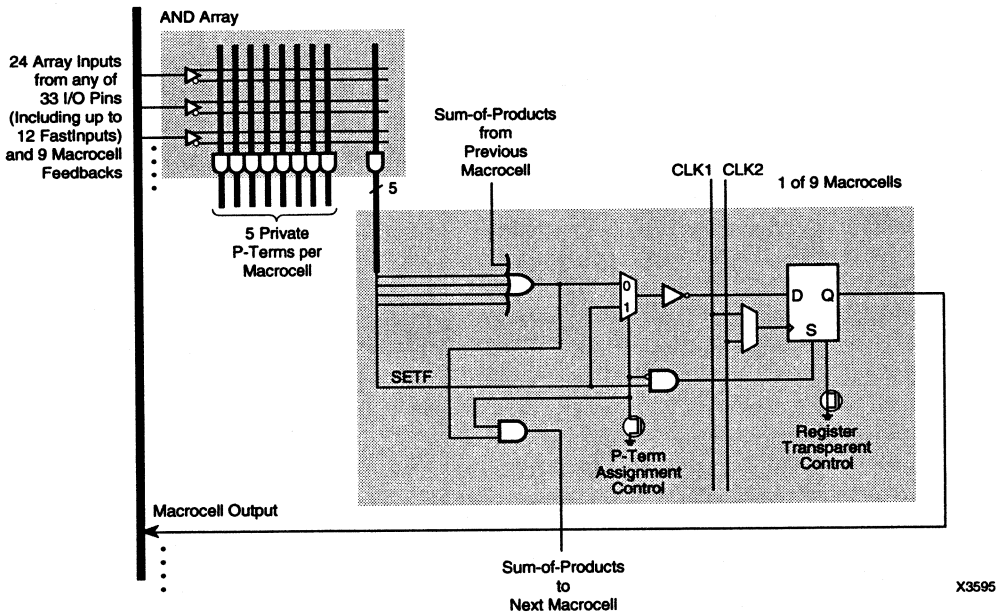 AND Array
24 Array Inputs
from any of
33 I/O Pins
(Including up to
12 FastInputs)
and 9 Macrocell
Feedbacks
5
5 Private
P-Terms per
Macrocell
Sum-of-Products
from
Previous
Macrocell
CLK1 CLK2
1 of 9 Macrocells
0
1
D Q
S
SETF
P-Term
Assignment
Control
Register
Transparent
Control
Macrocell Output
Sum-of-Products
to
Next Macrocell
X3595